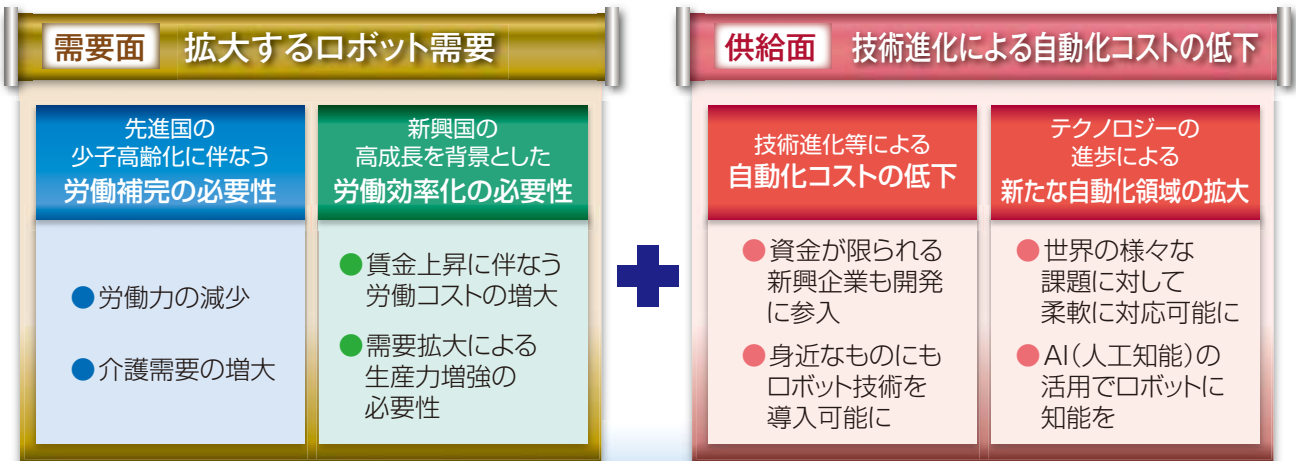 需要面 拡大するロボット需要
先進国の
少子高齢化に伴なう
労働補完の必要性
●労働力の減少
●介護需要の増大
新興国の
高成長を背景とした
労働効率化の必要性
●賃金上昇に伴なう
労働コストの増大
●需要拡大による
生産力増強の
必要性
供給面 技術進化による自動化コストの低下
技術進化等による
自動化コストの低下
●資金が限られる
新興企業も開発
に参入
●身近なものにも
ロボット技術を
導入可能に
テクノロジーの
進歩による
新たな自動化領域の拡大
●世界の様々な
課題に対して
柔軟に対応可能に
●AI(人工知能)の
活用でロボットに
知能を